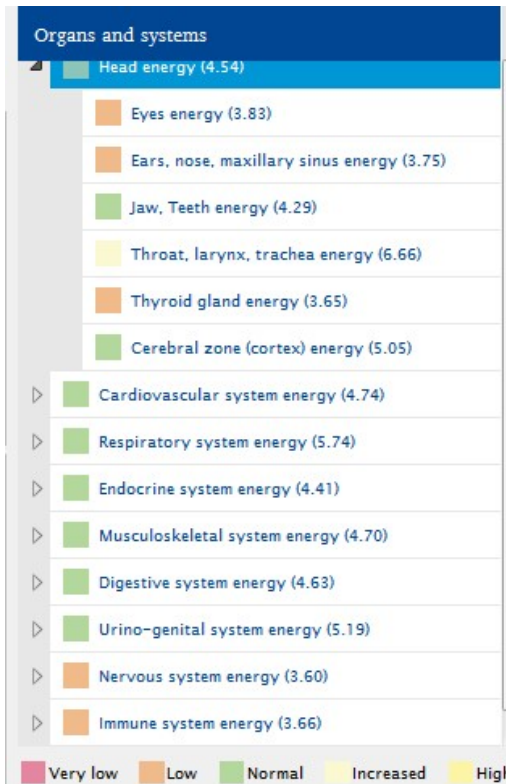 Organs and systems
Head energy (4.54)
Eyes energy (3.83)
Ears, nose, maxillary sinus energy (3.75)
Jaw, Teeth energy (4.29)
Throat, larynx, trachea energy (6.66)
Thyroid gland energy (3.65)
Cerebral zone (cortex) energy (5.05)
Cardiovascular system energy (4.74)
Respiratory system energy (5.74)
Endocrine system energy (4.41)
Musculoskeletal system energy (4.70)
Digestive system energy (4.63)
Urino-genital system energy (5.19)
Nervous system energy (3.60)
Immune system energy (3.66)
Very low Low Normal Increased High